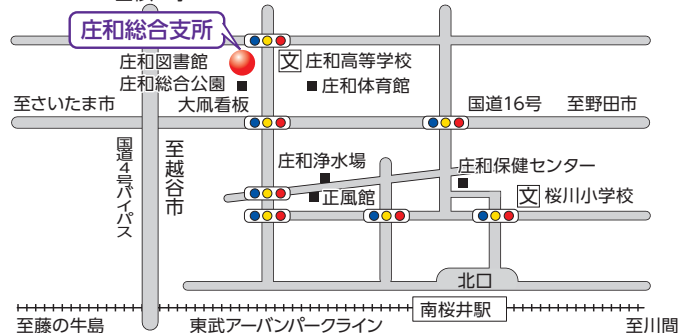 庄和総合支所
庄和図書館
文 庄和高等学校
庄和総合公園
庄和体育館
至さいたま市
大凧看板
国道16号
至野田市
国道4号バイパス
至越谷市
庄和浄水場
庄和保健センター
正風館
文 桜川小学校
北口
南桜井駅
至藤の牛島
東武アーバンパークライン
至川間